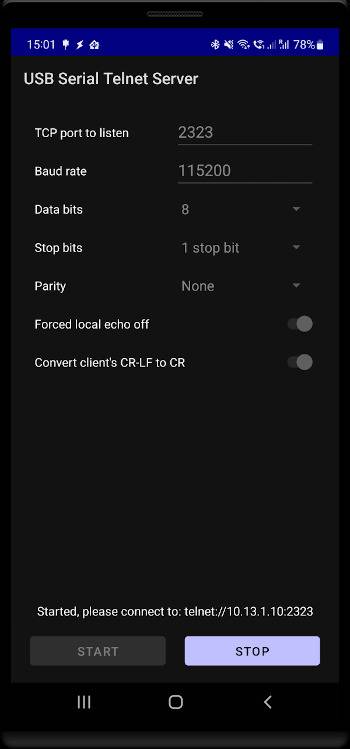 15:01 78%
USB Serial Telnet Server
TCP port to listen 2323
Baud rate 115200
Data bits 8
Stop bits 1 stop bit
Parity None
Forced local echo off
Convert client's CR-LF to CR
Started, please connect to: telnet://10.13.1.10:2323
START STOP